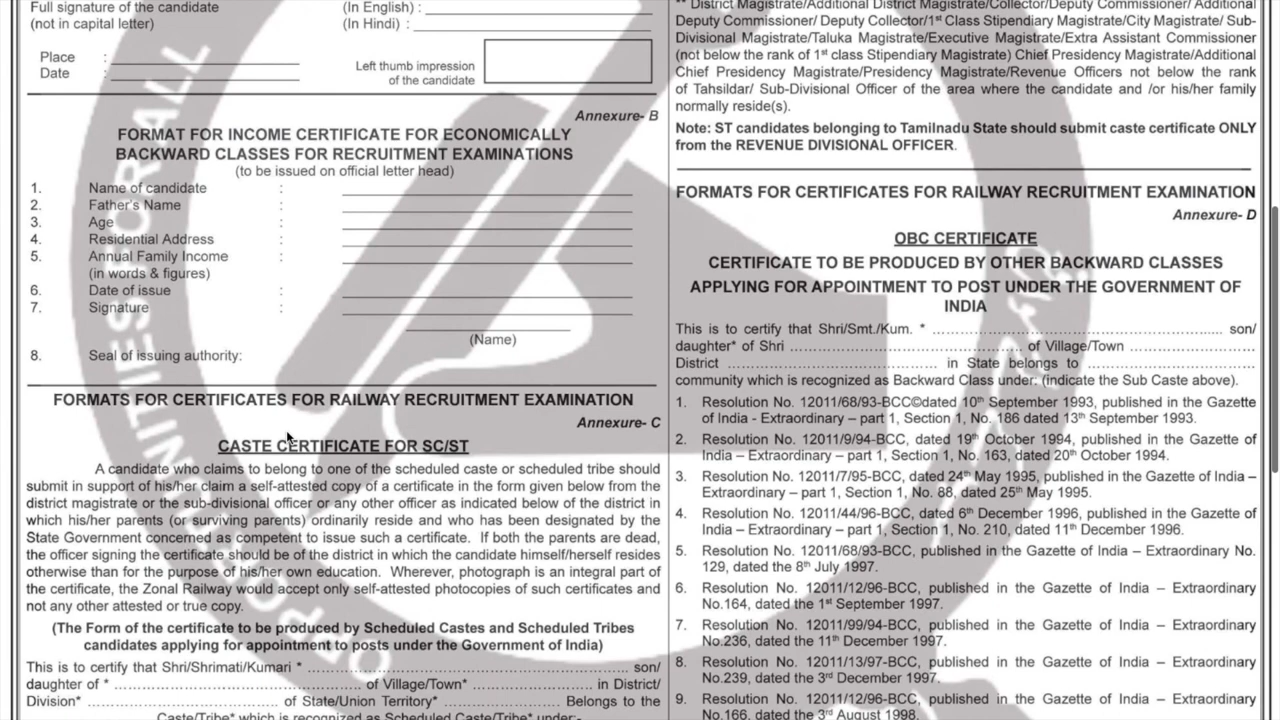 Full signature of the candidate (In English) :
(not in capital letter) (In Hindi) :
Place :
Date :
Left thumb impression
of the candidate
Annexure- B
FORMAT FOR INCOME CERTIFICATE FOR ECONOMICALLY
BACKWARD CLASSES FOR RECRUITMENT EXAMINATIONS
(to be issued on official letter head)
1. Name of candidate :
2. Father's Name :
3. Age :
4. Residential Address :
5. Annual Family Income :
(in words & figures)
6. Date of issue :
7. Signature :
(Name)
8. Seal of issuing authority:
FORMATS FOR CERTIFICATES FOR RAILWAY RECRUITMENT EXAMINATION
Annexure- C
CASTE CERTIFICATE FOR SC/ST
A candidate who claims to belong to one of the scheduled caste or scheduled tribe should
submit in support of his/her claim a self-attested copy of a certificate in the form given below from the
district magistrate or the sub-divisional officer or any other officer as indicated below of the district in
which his/her parents (or surviving parents) ordinarily reside and who has been designated by the
State Government concerned as competent to issue such a certificate. If both the parents are dead,
the officer signing the certificate should be of the district in which the candidate himself/herself resides
otherwise than for the purpose of his/her own education. Wherever, photograph is an integral part of
the certificate, the Zonal Railway would accept only self-attested photocopies of such certificates and
not any other attested or true copy.
(The Form of the certificate to be produced by Scheduled Castes and Scheduled Tribes
candidates applying for appointment to posts under the Government of India)
This is to certify that Shri/Shrimati/Kumari * ........ son/
daughter of * ........ of Village/Town* ........ in District/
Division* ........ of State/Union Territory* ........ Belongs to the
Caste/Tribe* which is recognized as Scheduled Caste/Tribe* under:-
** District Magistrate/Additional District Magistrate/Collector/Deputy Commissioner/ Additional
Deputy Commissioner/ Deputy Collector/1st Class Stipendiary Magistrate/City Magistrate/ Sub-
Divisional Magistrate/Taluka Magistrate/Executive Magistrate/Extra Assistant Commissioner
(not below the rank of 1st class Stipendiary Magistrate) Chief Presidency Magistrate/Additional
Chief Presidency Magistrate/Presidency Magistrate/Revenue Officers not below the rank
of Tahsildar/ Sub-Divisional Officer of the area where the candidate and /or his/her family
normally reside(s).
Note: ST candidates belonging to Tamilnadu State should submit caste certificate ONLY
from the REVENUE DIVISIONAL OFFICER.
FORMATS FOR CERTIFICATES FOR RAILWAY RECRUITMENT EXAMINATION
Annexure- D
OBC CERTIFICATE
CERTIFICATE TO BE PRODUCED BY OTHER BACKWARD CLASSES
APPLYING FOR APPOINTMENT TO POST UNDER THE GOVERNMENT OF
INDIA
This is to certify that Shri/Smt./Kum. * ........ son/
daughter* of Shri ........ of Village/Town ........
District ........ in State belongs to ........
community which is recognized as Backward Class under: (indicate the Sub Caste above).
1. Resolution No. 12011/68/93-BCC©dated 10th September 1993, published in the Gazette
of India - Extraordinary – part 1, Section 1, No. 186 dated 13th September 1993.
2. Resolution No. 12011/9/94-BCC, dated 19th October 1994, published in the Gazette of
India – Extraordinary – part 1, Section 1, No. 163, dated 20th October 1994.
3. Resolution No. 12011/7/95-BCC, dated 24th May 1995, published in the Gazette of India –
Extraordinary – part 1, Section 1, No. 88, dated 25th May 1995.
4. Resolution No. 12011/44/96-BCC, dated 6th December 1996, published in the Gazette of
India – Extraordinary – part 1, Section 1, No. 210, dated 11th December 1996.
5. Resolution No. 12011/68/93-BCC, published in the Gazette of India – Extraordinary No.
129, dated the 8th July 1997.
6. Resolution No. 12011/12/96-BCC, published in the Gazette of India – Extraordinary
No.164, dated the 1st September 1997.
7. Resolution No. 12011/99/94-BCC, published in the Gazette of India – Extraordinary
No.236, dated the 11th December 1997.
8. Resolution No. 12011/13/97-BCC, published in the Gazette of India – Extraordinary
No.239, dated the 3rd December 1997.
9. Resolution No. 12011/12/96-BCC, published in the Gazette of India – Extraordinary
No.166, dated the 3rd August 1998.